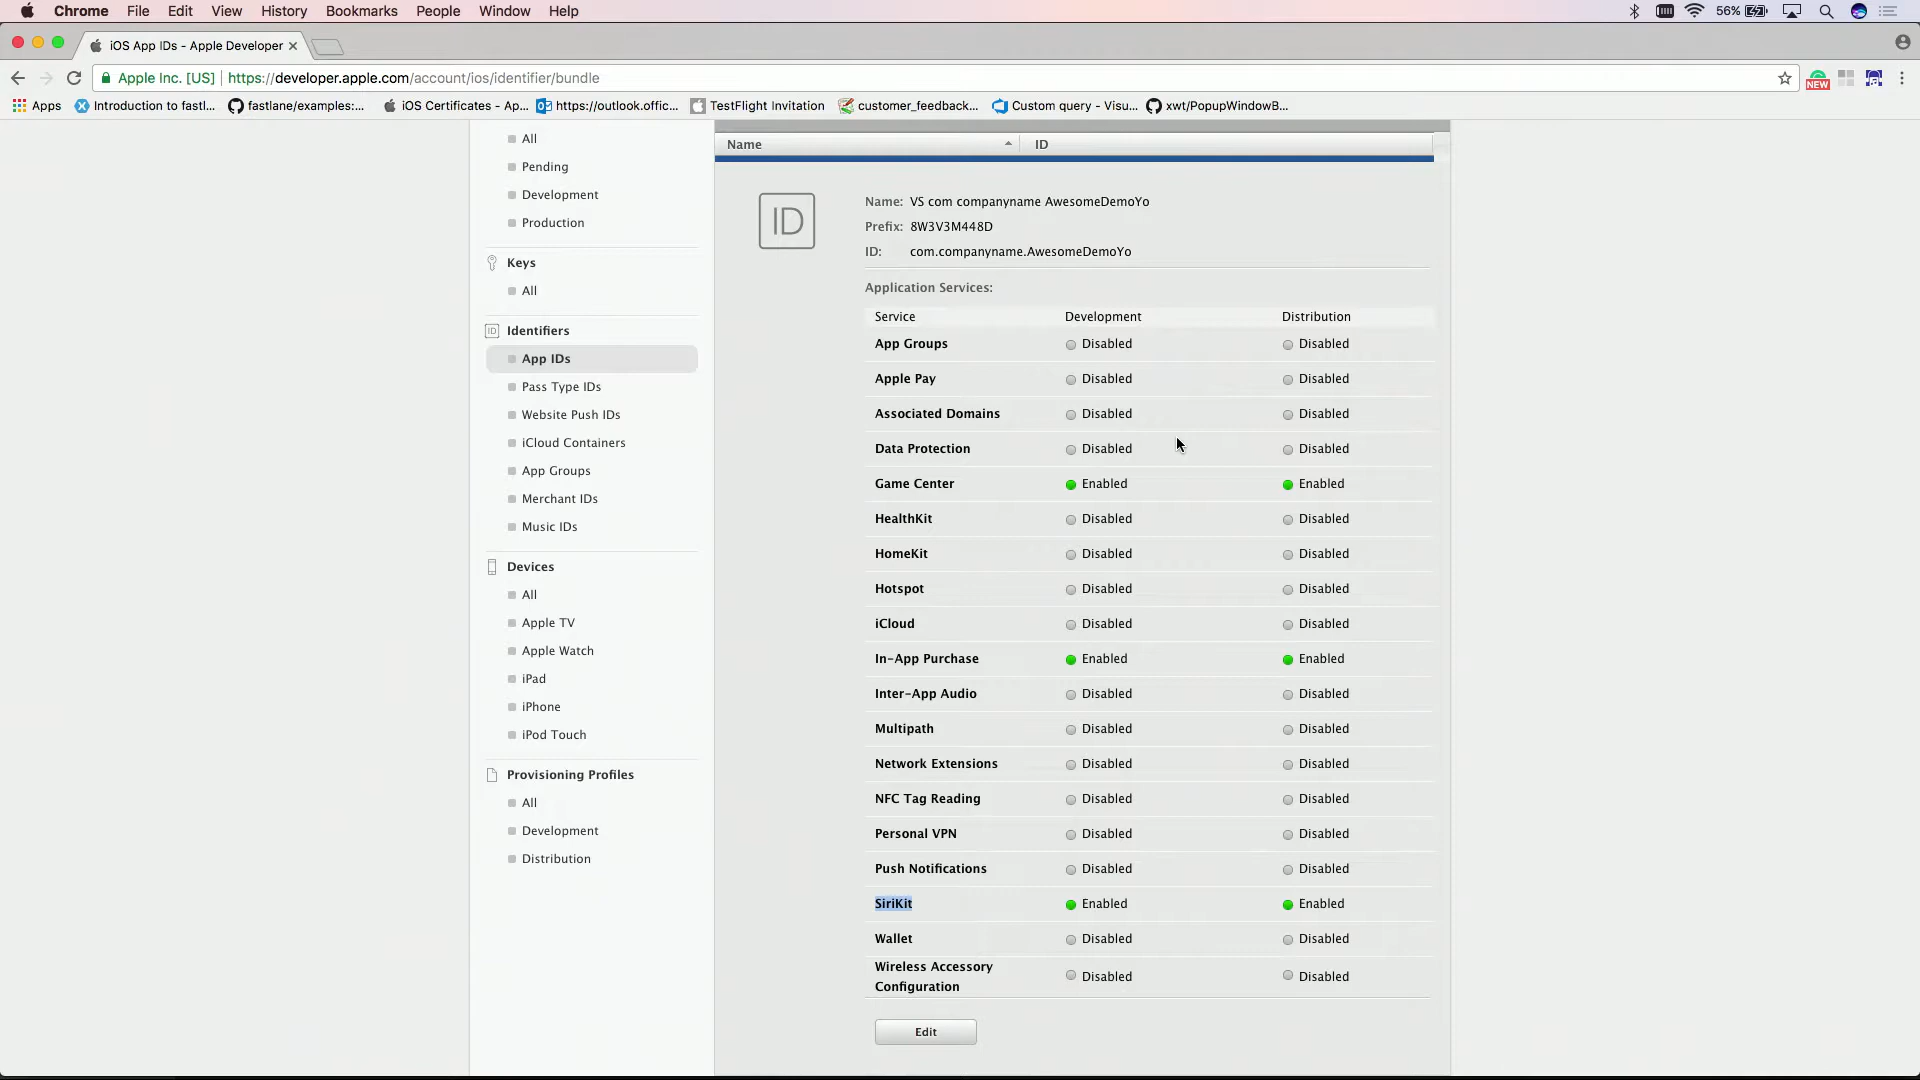 Chrome File Edit View History Bookmarks People Window Help 56%
iOS App IDs - Apple Developer
Apple Inc. [US] https://developer.apple.com/account/ios/identifier/bundle
Apps Introduction to fastl... fastlane/examples:... iOS Certificates - Ap... https://outlook.offic... TestFlight Invitation customer_feedback... Custom query - Visu... xwt/PopupWindowB...
NEW
All
Pending
Development
Production
Keys
All
ID Identifiers
App IDs
Pass Type IDs
Website Push IDs
iCloud Containers
App Groups
Merchant IDs
Music IDs
Devices
All
Apple TV
Apple Watch
iPad
iPhone
iPod Touch
Provisioning Profiles
All
Development
Distribution
Name ID
ID
Name: VS com companyname AwesomeDemoYo
Prefix: 8W3V3M448D
ID: com.companyname.AwesomeDemoYo
Application Services:
Service Development Distribution
App Groups Disabled Disabled
Apple Pay Disabled Disabled
Associated Domains Disabled Disabled
Data Protection Disabled Disabled
Game Center Enabled Enabled
HealthKit Disabled Disabled
HomeKit Disabled Disabled
Hotspot Disabled Disabled
iCloud Disabled Disabled
In-App Purchase Enabled Enabled
Inter-App Audio Disabled Disabled
Multipath Disabled Disabled
Network Extensions Disabled Disabled
NFC Tag Reading Disabled Disabled
Personal VPN Disabled Disabled
Push Notifications Disabled Disabled
SiriKit Enabled Enabled
Wallet Disabled Disabled
Wireless Accessory
Configuration Disabled Disabled
Edit